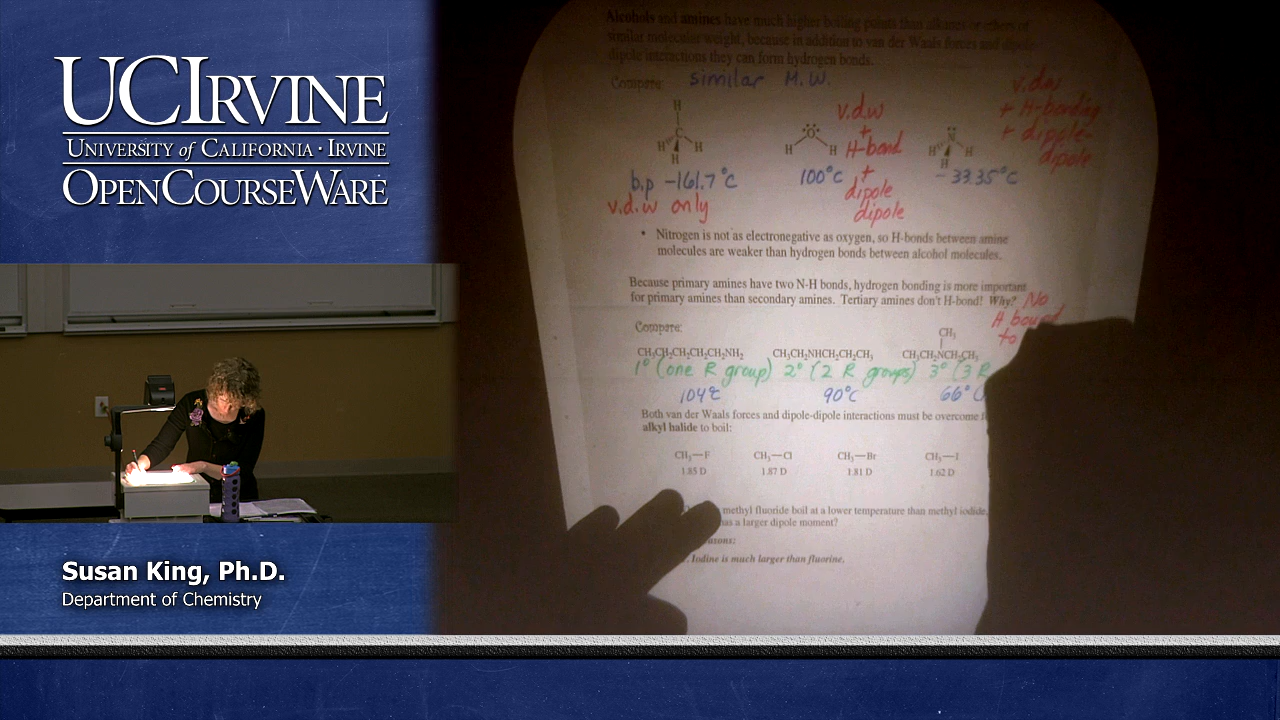 UCIRVINE
UNIVERSITY of CALIFORNIA · IRVINE
OPENCOURSEWARE
Susan King, Ph.D.
Department of Chemistry
Alcohols and amines have much higher boiling points than alkanes or ethers of
similar molecular weight, because in addition to van der Waals forces and dipole-
dipole interactions they can form hydrogen bonds.
Compare: similar M.W.
v.d.w
+ H-bonding
+ dipole-
dipole
v.d.w
+
H-bond
+
dipole
dipole
H
C
H H
H
O
H H
N
H H
H
b.p -161.7°C 100°C -33.35°C
v.d.w only
• Nitrogen is not as electronegative as oxygen, so H-bonds between amine
molecules are weaker than hydrogen bonds between alcohol molecules.
Because primary amines have two N-H bonds, hydrogen bonding is more important
for primary amines than secondary amines. Tertiary amines don't H-bond! Why? No
H bound
to
Compare:
CH3
CH3CH2CH2CH2CH2NH2 CH3CH2NHCH2CH2CH3 CH3CH2NCH2CH3
1° (one R group) 2° (2 R groups) 3° (3 R
104°C 90°C 66°C
Both van der Waals forces and dipole-dipole interactions must be overcome
alkyl halide to boil:
CH3—F CH3—Cl CH3—Br CH3—I
1.85 D 1.87 D 1.81 D 1.62 D
methyl fluoride boil at a lower temperature than methyl iodide,
has a larger dipole moment?
Iodine is much larger than fluorine.